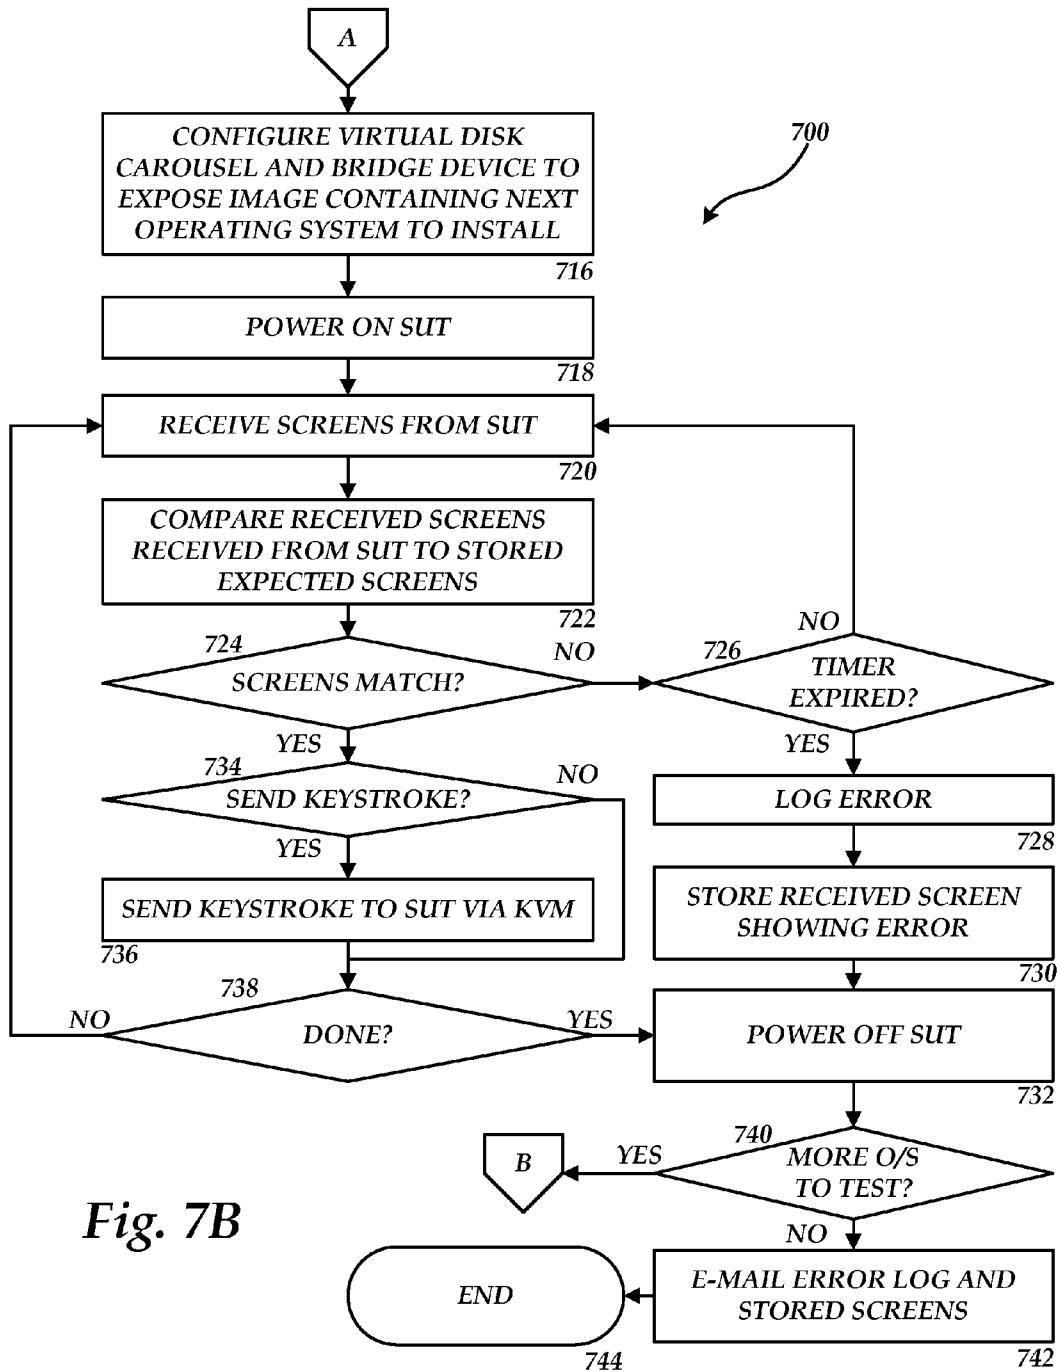 A
CONFIGURE VIRTUAL DISK
CAROUSEL AND BRIDGE DEVICE TO
EXPOSE IMAGE CONTAINING NEXT
OPERATING SYSTEM TO INSTALL
716
700
POWER ON SUT
718
RECEIVE SCREENS FROM SUT
720
COMPARE RECEIVED SCREENS
RECEIVED FROM SUT TO STORED
EXPECTED SCREENS
722
724
SCREENS MATCH?
NO
YES
726
TIMER
EXPIRED?
NO
YES
734
SEND KEYSTROKE?
NO
YES
LOG ERROR
728
SEND KEYSTROKE TO SUT VIA KVM
736
STORE RECEIVED SCREEN
SHOWING ERROR
730
738
DONE?
NO
YES
POWER OFF SUT
732
740
MORE O/S
TO TEST?
YES
B
NO
Fig. 7B
E-MAIL ERROR LOG AND
STORED SCREENS
742
END
744